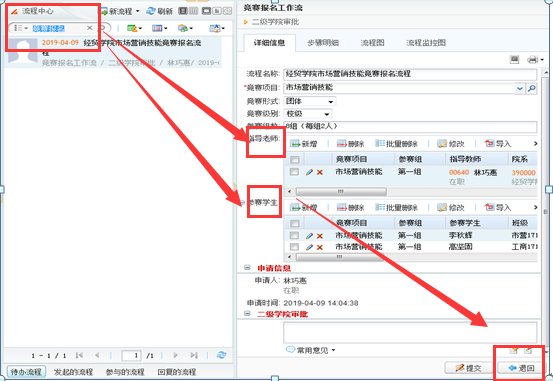 流程中心 新流程 刷新
竞赛报名
2019-04-09 经贸学院市场营销技能竞赛报名流程
竞赛报名工作流 / 二级学院审批 / 林巧惠/ 2019-
1 - 1 / 1 1 /1
待办流程 发起的流程 参与的流程 回复的流程
竞赛报名工作流
二级学院审批
详细信息 步骤明细 流程图 流程监控图
流程名称: 经贸学院市场营销技能竞赛报名流程
*竞赛项目: 市场营销技能
竞赛形式: 团体
竞赛级别: 校级
参赛组数: 8组（每组2人）
指导老师: 新增 删除 批量删除 修改 导入
竞赛项目 参赛组 指导教师 院系
市场营销技能 第一组 00640 林巧惠 390000
在职 经贸学
参赛学生 新增 删除 批量删除 修改 导入
竞赛项目 参赛组 参赛学生 班级
市场营销技能 第一组 李秋辉 市营171
市场营销技能 第一组 高坚固 工商171
申请信息
申请人: 林巧惠
在职
申请时间: 2019-04-09 14:04:38
二级学院审批
常用意见
提交 退回